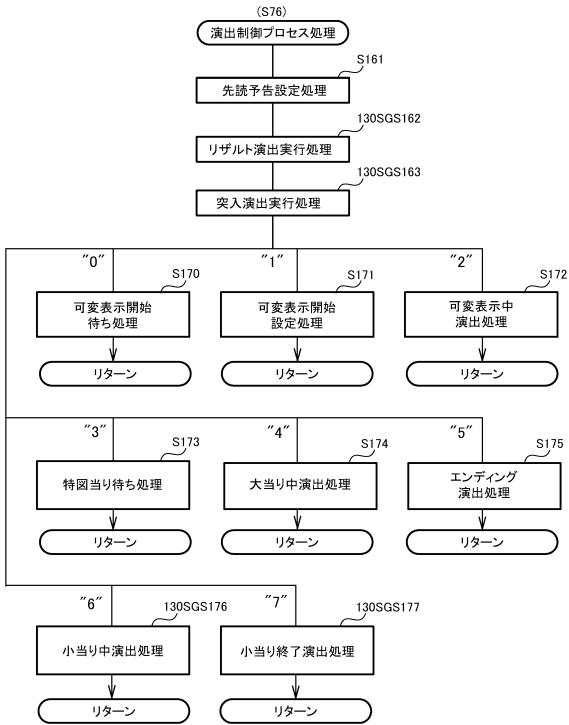 (S76)
演出制御プロセス処理
S161
先読予告設定処理
130SGS162
リザルト演出実行処理
130SGS163
突入演出実行処理
"0"
S170
可変表示開始
待ち処理
リターン
"1"
S171
可変表示開始
設定処理
リターン
"2"
S172
可変表示中
演出処理
リターン
"3"
S173
特図当り待ち処理
リターン
"4"
S174
大当り中演出処理
リターン
"5"
S175
エンディング
演出処理
リターン
"6"
130SGS176
小当り中演出処理
リターン
"7"
130SGS177
小当り終了演出処理
リターン